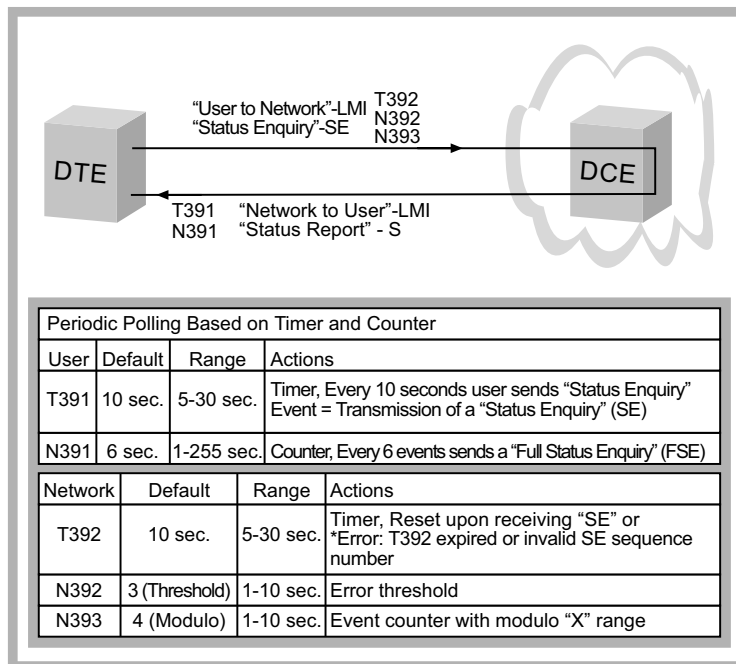 "User to Network"-LMI
"Status Enquiry"-SE
T392
N392
N393
DTE
DCE
T391
N391
"Network to User"-LMI
"Status Report" - S
Periodic Polling Based on Timer and Counter
User Default Range Actions
T391 10 sec. 5-30 sec. Timer, Every 10 seconds user sends "Status Enquiry"
Event = Transmission of a "Status Enquiry" (SE)
N391 6 sec. 1-255 sec. Counter, Every 6 events sends a "Full Status Enquiry" (FSE)
Network Default Range Actions
T392 10 sec. 5-30 sec. Timer, Reset upon receiving "SE" or
*Error: T392 expired or invalid SE sequence
number
N392 3 (Threshold) 1-10 sec. Error threshold
N393 4 (Modulo) 1-10 sec. Event counter with modulo "X" range